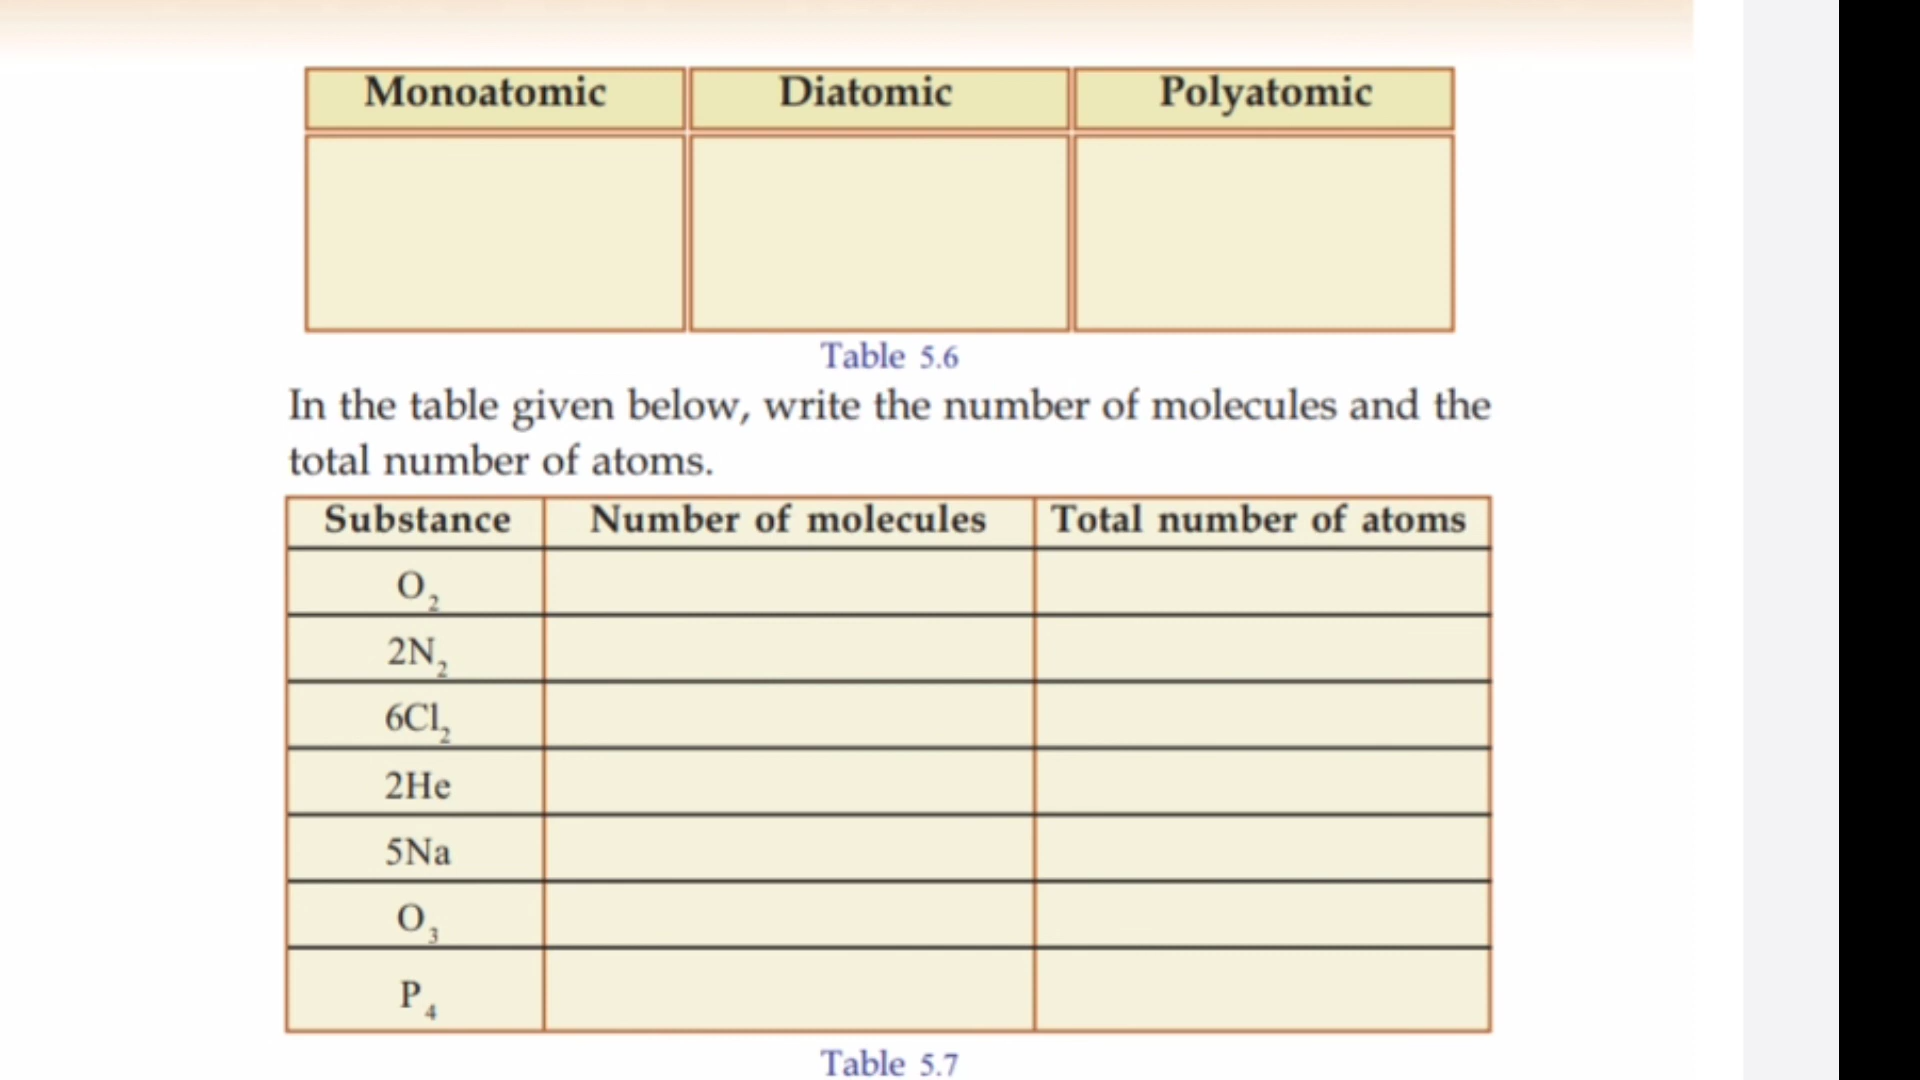 Monoatomic Diatomic Polyatomic
Table 5.6
In the table given below, write the number of molecules and the
total number of atoms.
Substance Number of molecules Total number of atoms
O₂
2N₂
6Cl₂
2He
5Na
O₃
P₄
Table 5.7